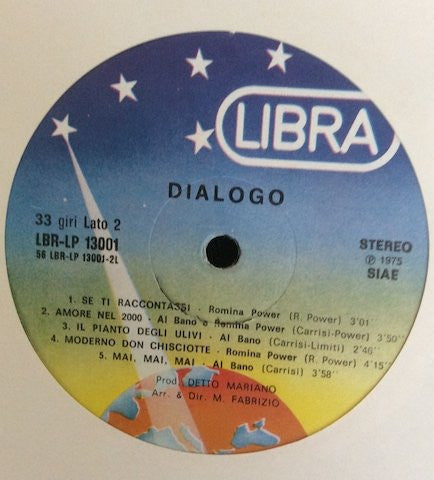 LIBRA
DIALOGO
33 giri Lato 2
LBR-LP 13001
56 LBR-LP 13001-2L
STEREO
℗ 1975
SIAE
1. SE TI RACCONTASSI - Romina Power (R. Power) 3'01"
2. AMORE NEL 2000 - Al Bano e Romina Power (Carrisi-Power) 3'50"
3. IL PIANTO DEGLI ULIVI - Al Bano (Carrisi-Limiti) 2'46"
4. MODERNO DON CHISCIOTTE - Romina Power (R. Power) 4'15"
5. MAI, MAI, MAI - Al Bano (Carrisi) 3'58"
Prod. DETTO MARIANO
Arr. & Dir. M. FABRIZIO